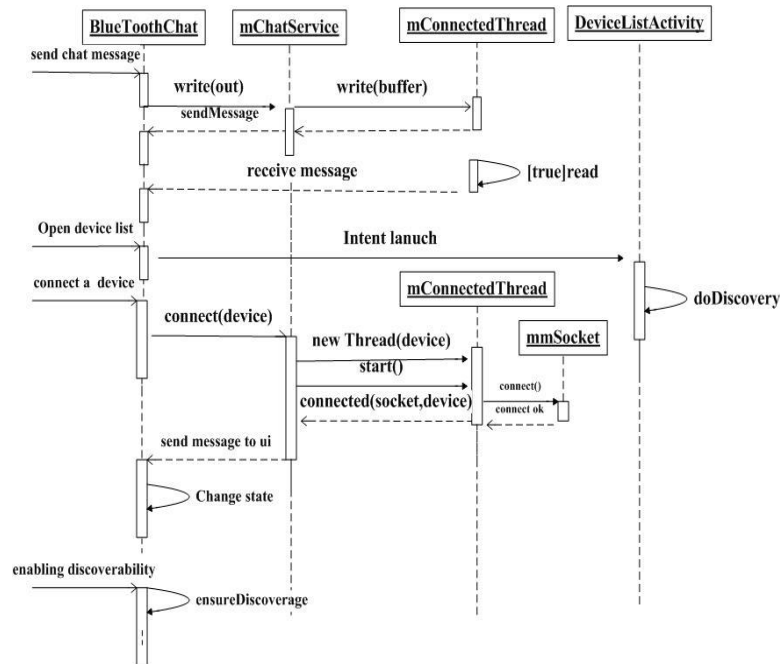 BlueToothChat
mChatService
mConnectedThread
DeviceListActivity
send chat message
write(out)
write(buffer)
sendMessage
receive message
[true]read
Open device list
Intent lanuch
connect a device
mConnectedThread
doDiscovery
connect(device)
new Thread(device)
mmSocket
start()
connect()
connected(socket,device)
connect ok
send message to ui
Change state
enabling discoverability
ensureDiscoverage